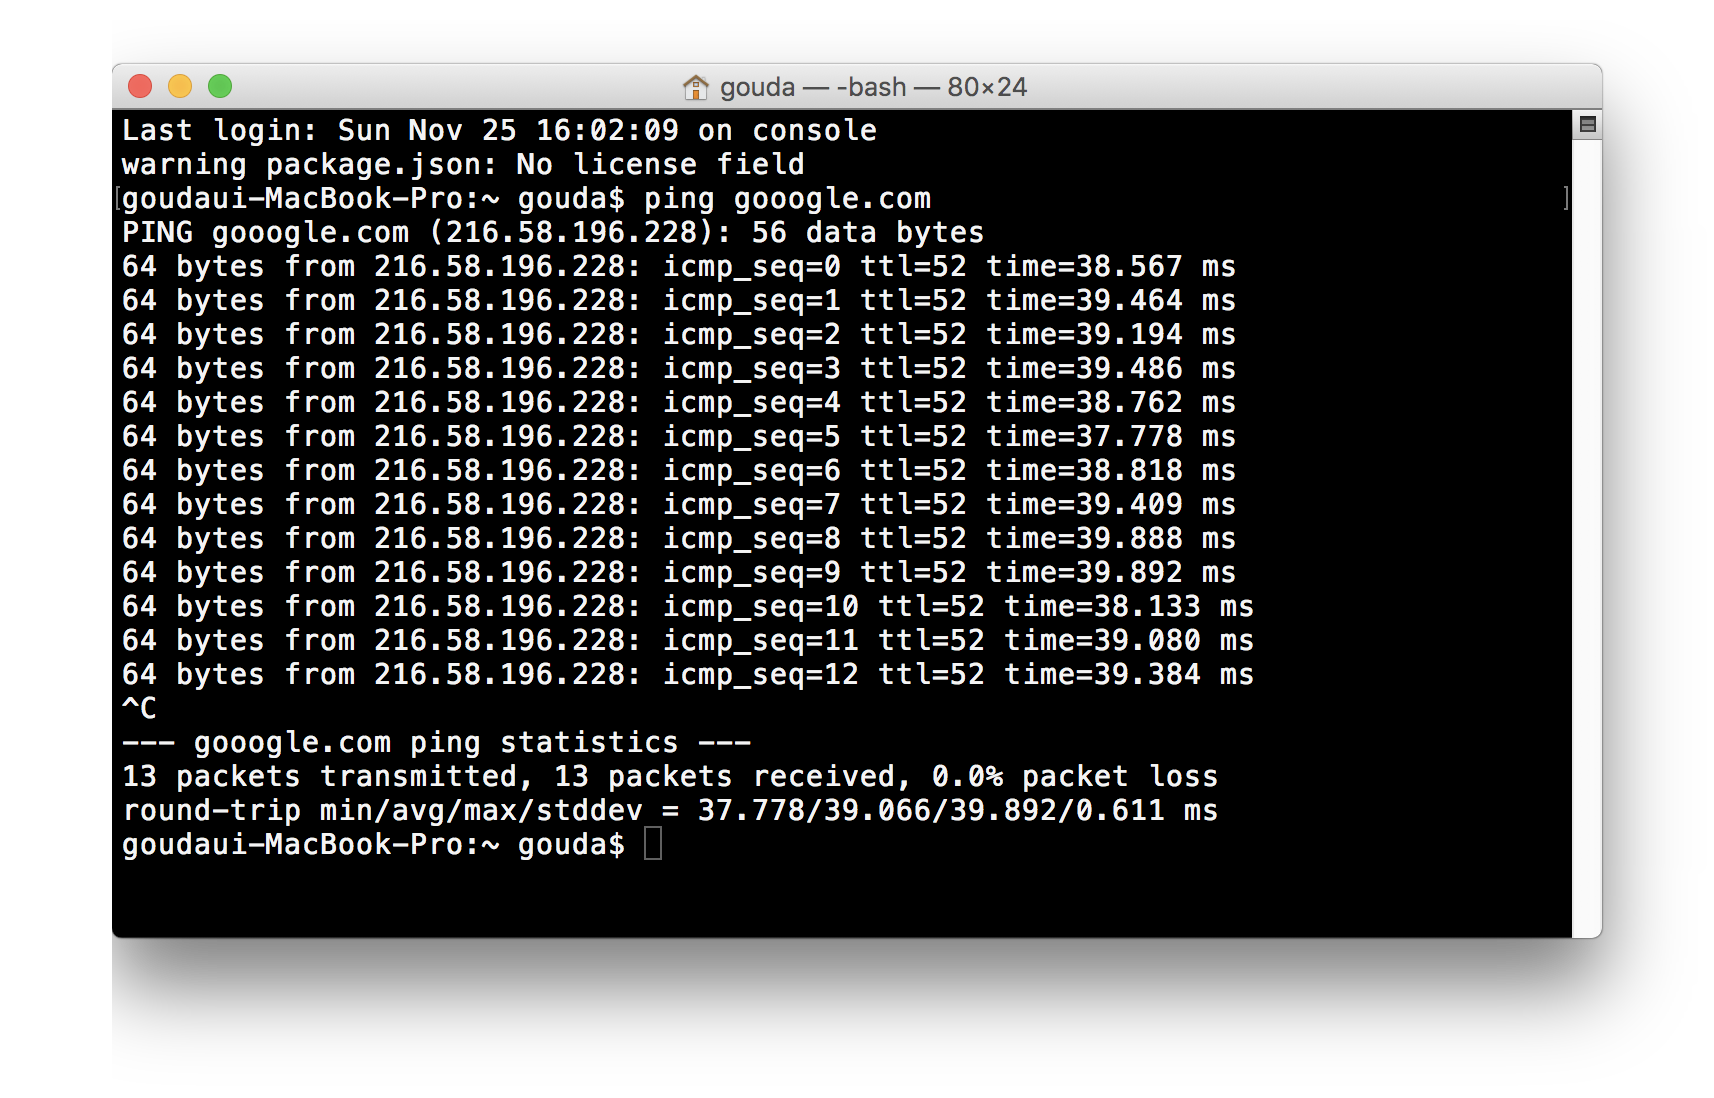 gouda — -bash — 80×24
Last login: Sun Nov 25 16:02:09 on console
warning package.json: No license field
[goudaui-MacBook-Pro:~ gouda$ ping gooogle.com ]
PING gooogle.com (216.58.196.228): 56 data bytes
64 bytes from 216.58.196.228: icmp_seq=0 ttl=52 time=38.567 ms
64 bytes from 216.58.196.228: icmp_seq=1 ttl=52 time=39.464 ms
64 bytes from 216.58.196.228: icmp_seq=2 ttl=52 time=39.194 ms
64 bytes from 216.58.196.228: icmp_seq=3 ttl=52 time=39.486 ms
64 bytes from 216.58.196.228: icmp_seq=4 ttl=52 time=38.762 ms
64 bytes from 216.58.196.228: icmp_seq=5 ttl=52 time=37.778 ms
64 bytes from 216.58.196.228: icmp_seq=6 ttl=52 time=38.818 ms
64 bytes from 216.58.196.228: icmp_seq=7 ttl=52 time=39.409 ms
64 bytes from 216.58.196.228: icmp_seq=8 ttl=52 time=39.888 ms
64 bytes from 216.58.196.228: icmp_seq=9 ttl=52 time=39.892 ms
64 bytes from 216.58.196.228: icmp_seq=10 ttl=52 time=38.133 ms
64 bytes from 216.58.196.228: icmp_seq=11 ttl=52 time=39.080 ms
64 bytes from 216.58.196.228: icmp_seq=12 ttl=52 time=39.384 ms
^C
--- gooogle.com ping statistics ---
13 packets transmitted, 13 packets received, 0.0% packet loss
round-trip min/avg/max/stddev = 37.778/39.066/39.892/0.611 ms
goudaui-MacBook-Pro:~ gouda$